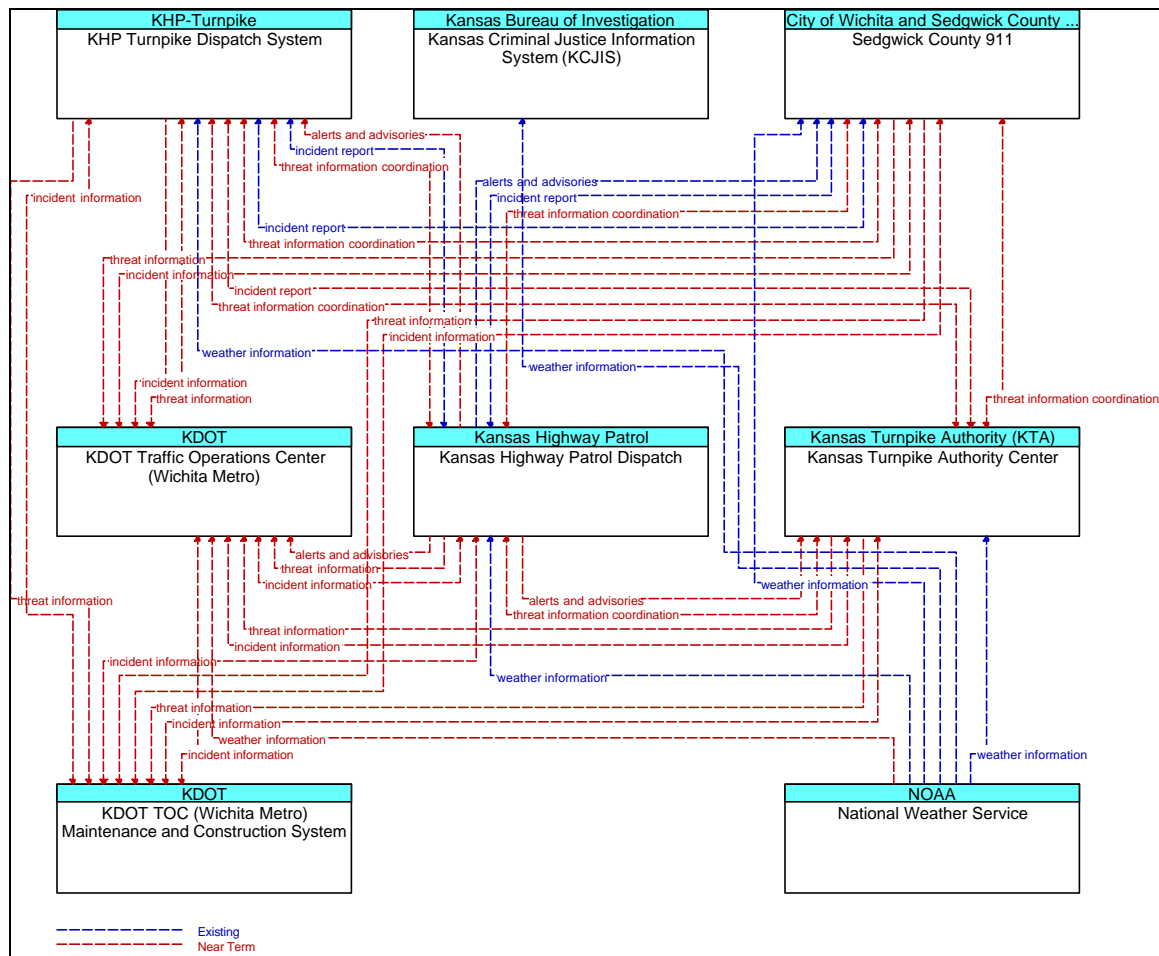 KHP-Turnpike
KHP Turnpike Dispatch System
Kansas Bureau of Investigation
Kansas Criminal Justice Information
System (KCJIS)
City of Wichita and Sedgwick County ...
Sedgwick County 911
alerts and advisories
incident report
threat information coordination
alerts and advisories
incident information
incident report
threat information coordination
incident report
threat information coordination
threat information
incident information
incident report
threat information coordination
threat information
incident information
weather information
weather information
incident information
threat information
threat information coordination
KDOT
KDOT Traffic Operations Center
(Wichita Metro)
Kansas Highway Patrol
Kansas Highway Patrol Dispatch
Kansas Turnpike Authority (KTA)
Kansas Turnpike Authority Center
alerts and advisories
threat information
incident information
weather information
threat information
alerts and advisories
threat information coordination
threat information
incident information
incident information
weather information
threat information
incident information
weather information
incident information
weather information
KDOT
KDOT TOC (Wichita Metro)
Maintenance and Construction System
NOAA
National Weather Service
Existing
Near Term